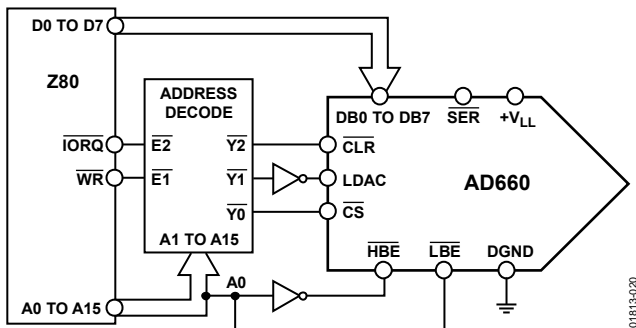 D0 TO D7
Z80
ADDRESS
DECODE
DB0 TO DB7
SER
+VLL
IORQ
E2
Y2
CLR
WR
E1
Y1
LDAC
AD660
Y0
CS
A1 TO A15
HBE
LBE
DGND
A0
A0 TO A15
01813-020